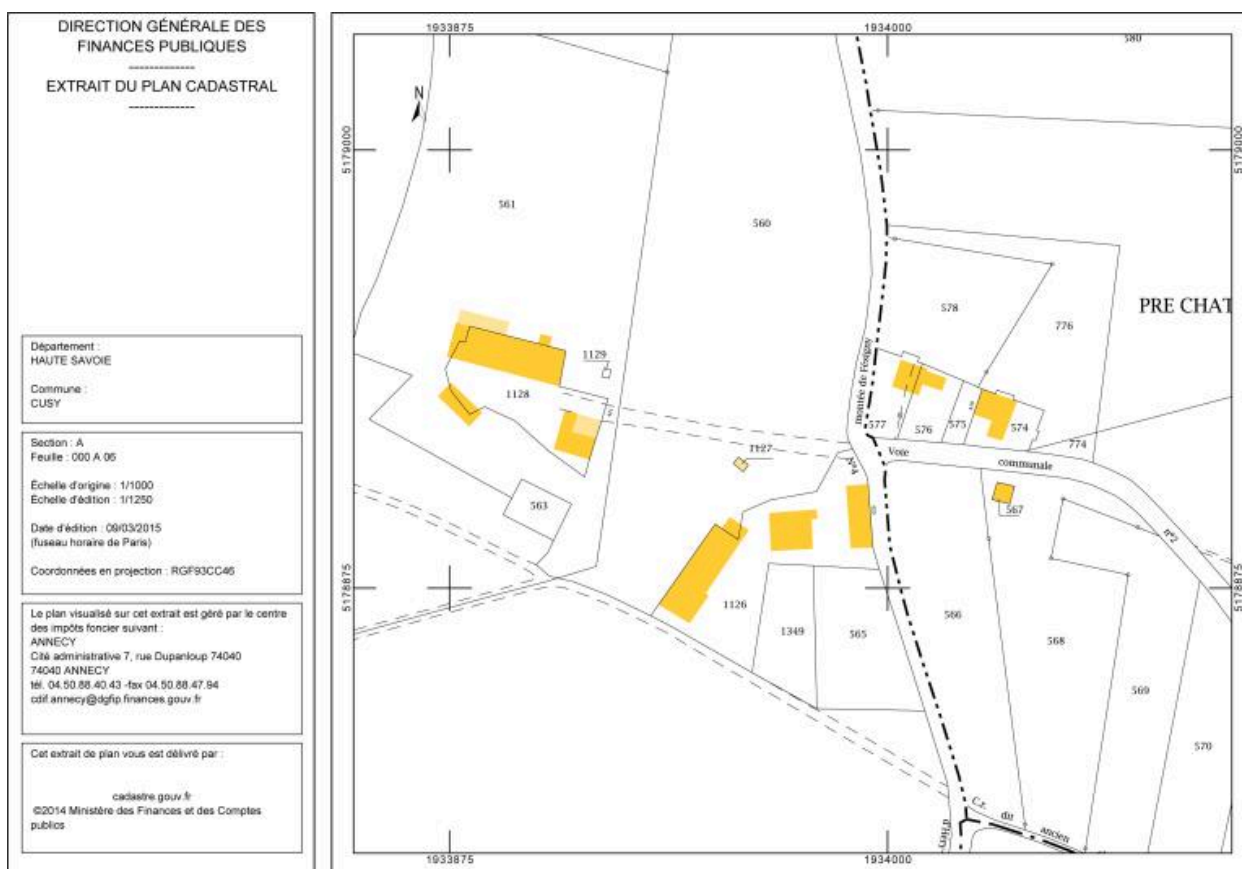 DIRECTION GÉNÉRALE DES
FINANCES PUBLIQUES
-------------
EXTRAIT DU PLAN CADASTRAL
-------------
Département :
HAUTE SAVOIE
Commune :
CUSY
Section : A
Feuille : 000 A 06
Échelle d'origine : 1/1000
Échelle d'édition : 1/1250
Date d'édition : 09/03/2015
(fuseau horaire de Paris)
Coordonnées en projection : RGF93CC46
Le plan visualisé sur cet extrait est géré par le centre
des impôts foncier suivant :
ANNECY
Cité administrative 7, rue Dupanloup 74040
74040 ANNECY
tél. 04.50.88.40.43 -fax 04.50.88.47.94
cdif.annecy@dgfip.finances.gouv.fr
Cet extrait de plan vous est délivré par :
cadastre.gouv.fr
©2014 Ministère des Finances et des Comptes
publics
1933875
1934000
580
N
5179000
5179000
561
560
578
776
PRE CHAT
montée de Fésigny
1129
1128
577
576
575
574
774
1127
N°4
Voie
communale
n°2
563
567
5178875
5178875
1126
1349
565
566
568
569
570
C.r.
dit
ancien
1933875
1934000